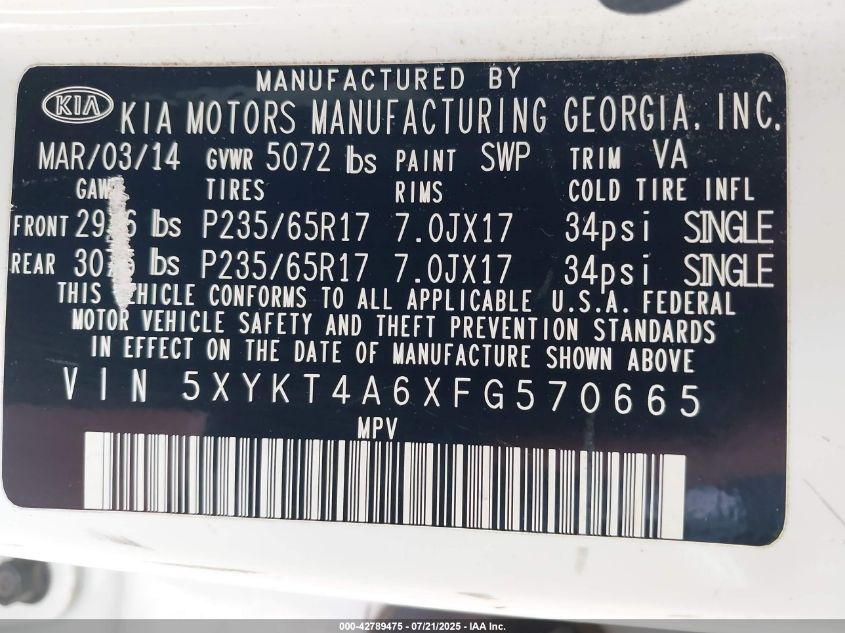 MANUFACTURED BY
KIA KIA MOTORS MANUFACTURING GEORGIA, INC.
MAR/03/14 GVWR 5072 lbs PAINT SWP TRIM VA
TIRES RIMS COLD TIRE INFL
FRONT lbs P235/65R17 7.0JX17 34psi SINGLE
REAR lbs P235/65R17 7.0JX17 34psi SINGLE
THIS VEHICLE CONFORMS TO ALL APPLICABLE U.S.A. FEDERAL
MOTOR VEHICLE SAFETY AND THEFT PREVENTION STANDARDS
IN EFFECT ON THE DATE OF MANUFACTURE SHOWN ABOVE
VIN 5XYKT4A6XFG570665
MPV
000-42789475 - 07/21/2025 - IAA Inc.